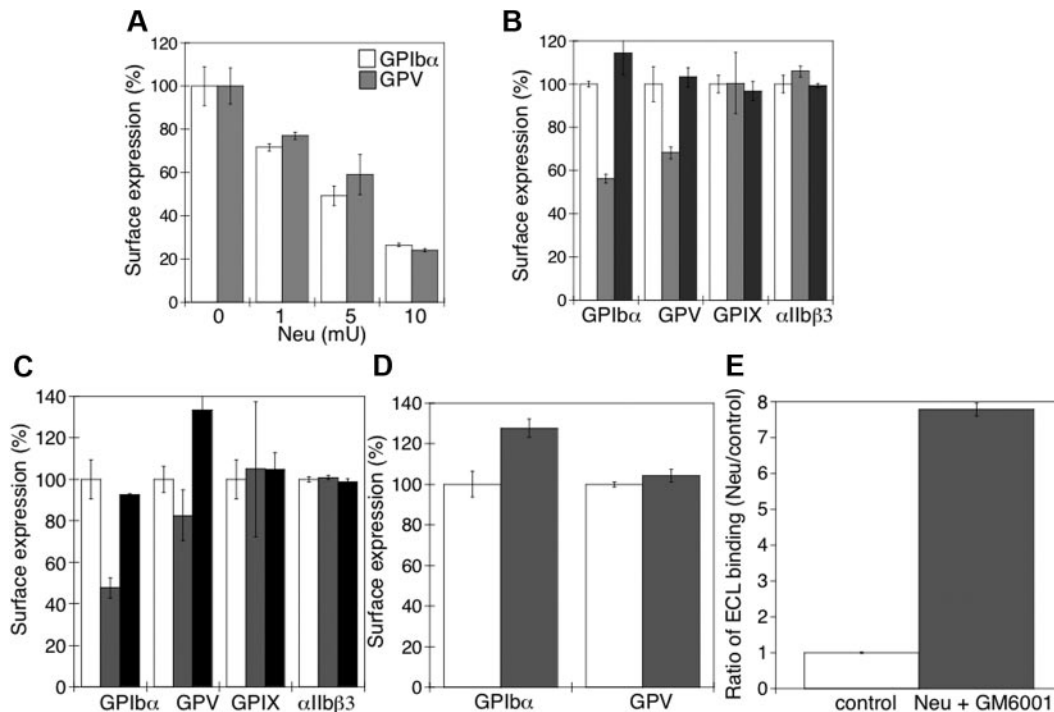 A
Surface expression (%)
120
100
80
60
40
20
0
GPIbα
GPV
0 1 5 10
Neu (mU)
B
Surface expression (%)
120
100
80
60
40
20
0
GPIbα GPV GPIX αIIbβ3
C
Surface expression (%)
140
120
100
80
60
40
20
0
GPIbα GPV GPIX αIIbβ3
D
Surface expression (%)
140
120
100
80
60
40
20
0
GPIbα GPV
E
Ratio of ECL binding (Neu/control)
8
7
6
5
4
3
2
1
0
control Neu + GM6001